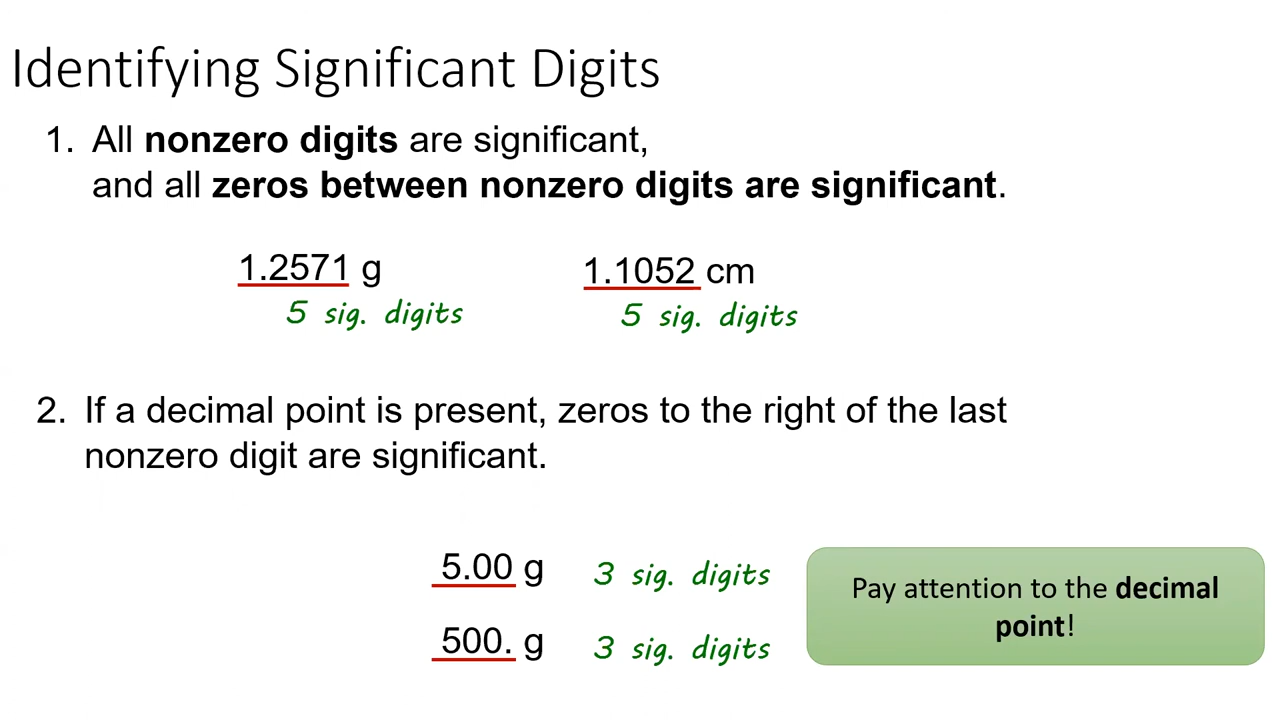 Identifying Significant Digits
1. All nonzero digits are significant,
and all zeros between nonzero digits are significant.
1.2571 g
1.1052 cm
5 sig. digits
5 sig. digits
2. If a decimal point is present, zeros to the right of the last
nonzero digit are significant.
5.00 g 3 sig. digits
500. g 3 sig. digits
Pay attention to the decimal
point!